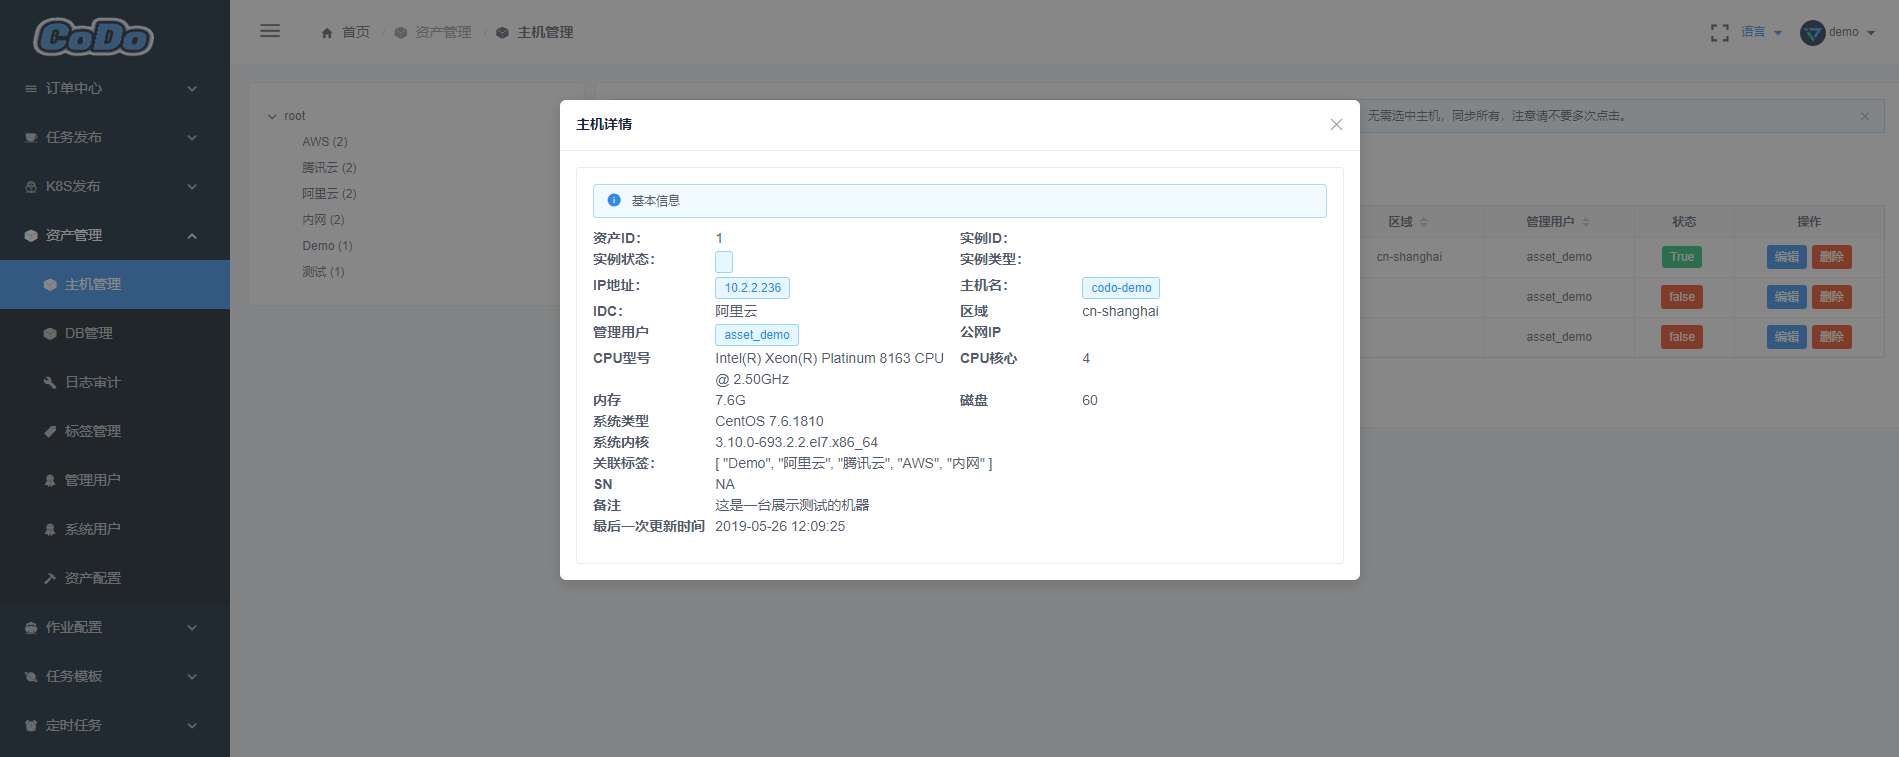 CoDo
订单中心
任务发布
K8S发布
资产管理
主机管理
DB管理
日志审计
标签管理
管理用户
系统用户
资产配置
作业配置
任务模板
定时任务
首页 / 资产管理 / 主机管理
语言
demo
root
AWS (2)
腾讯云 (2)
阿里云 (2)
内网 (2)
Demo (1)
测试 (1)
无需选中主机，同步所有，注意请不要多次点击。
区域 管理用户 状态 操作
cn-shanghai asset_demo True 编辑 删除
asset_demo false 编辑 删除
asset_demo false 编辑 删除
主机详情
基本信息
资产ID： 1 实例ID：
实例状态： 实例类型：
IP地址： 10.2.2.236 主机名： codo-demo
IDC： 阿里云 区域 cn-shanghai
管理用户 asset_demo 公网IP
CPU型号 Intel(R) Xeon(R) Platinum 8163 CPU CPU核心 4
@ 2.50GHz
内存 7.6G 磁盘 60
系统类型 CentOS 7.6.1810
系统内核 3.10.0-693.2.2.el7.x86_64
关联标签： [ "Demo", "阿里云", "腾讯云", "AWS", "内网" ]
SN NA
备注 这是一台展示测试的机器
最后一次更新时间 2019-05-26 12:09:25